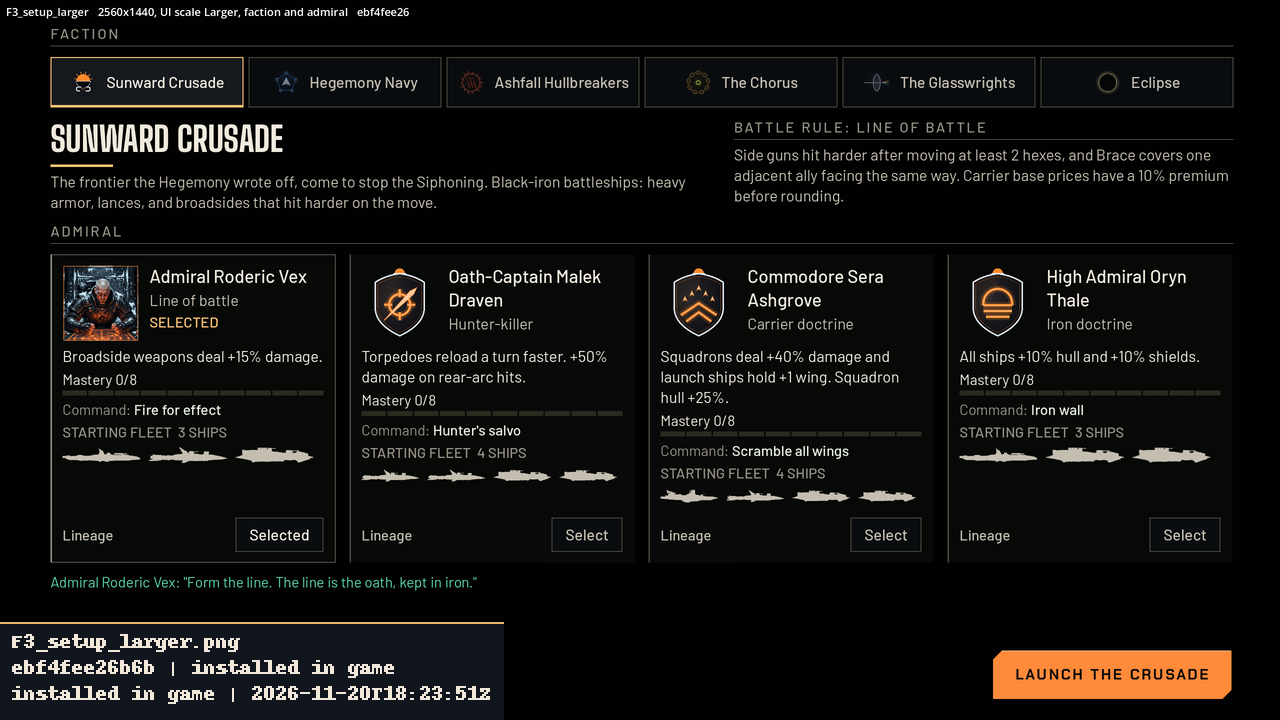 F3_setup_larger 2560x1440, UI scale Larger, faction and admiral ebf4fee26
FACTION
Sunward Crusade
Hegemony Navy
Ashfall Hullbreakers
The Chorus
The Glasswrights
Eclipse
SUNWARD CRUSADE
The frontier the Hegemony wrote off, come to stop the Siphoning. Black-iron battleships: heavy
armor, lances, and broadsides that hit harder on the move.
BATTLE RULE: LINE OF BATTLE
Side guns hit harder after moving at least 2 hexes, and Brace covers one
adjacent ally facing the same way. Carrier base prices have a 10% premium
before rounding.
ADMIRAL
Admiral Roderic Vex
Line of battle
SELECTED
Broadside weapons deal +15% damage.
Mastery 0/8
Command: Fire for effect
STARTING FLEET 3 SHIPS
Lineage
Selected
Oath-Captain Malek
Draven
Hunter-killer
Torpedoes reload a turn faster. +50%
damage on rear-arc hits.
Mastery 0/8
Command: Hunter's salvo
STARTING FLEET 4 SHIPS
Lineage
Select
Commodore Sera
Ashgrove
Carrier doctrine
Squadrons deal +40% damage and
launch ships hold +1 wing. Squadron
hull +25%.
Mastery 0/8
Command: Scramble all wings
STARTING FLEET 4 SHIPS
Lineage
Select
High Admiral Oryn
Thale
Iron doctrine
All ships +10% hull and +10% shields.
Mastery 0/8
Command: Iron wall
STARTING FLEET 3 SHIPS
Lineage
Select
Admiral Roderic Vex: "Form the line. The line is the oath, kept in iron."
F3_setup_larger.png
ebf4fee26b6b | installed in game
installed in game | 2026-11-20T18:23:51Z
LAUNCH THE CRUSADE